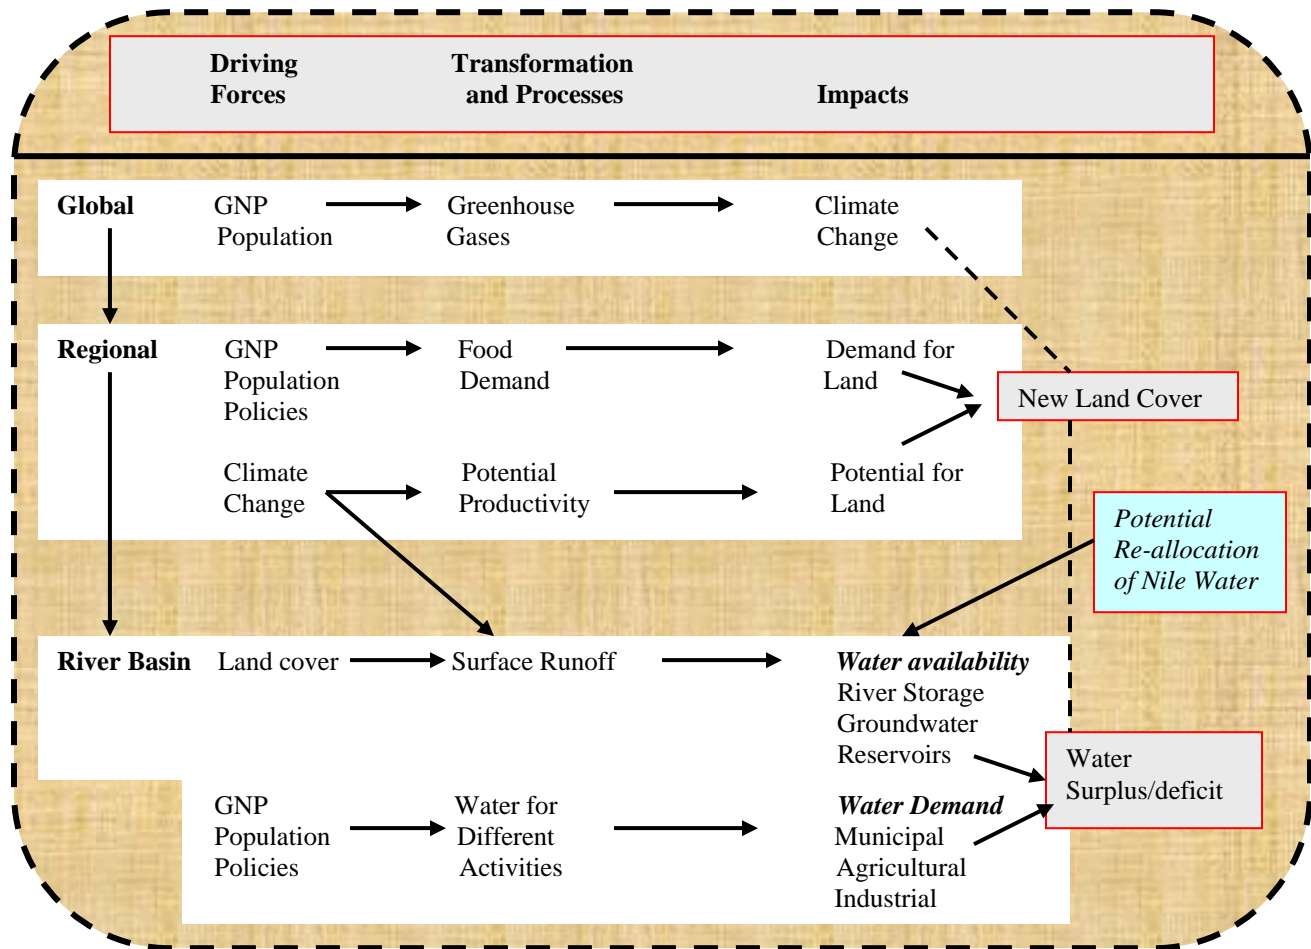 Driving
Forces
Transformation
and Processes
Impacts
Global
GNP
Population
Greenhouse
Gases
Climate
Change
Regional
GNP
Population
Policies
Food
Demand
Demand for
Land
New Land Cover
Climate
Change
Potential
Productivity
Potential for
Land
Potential
Re-allocation
of Nile Water
River Basin
Land cover
Surface Runoff
Water availability
River Storage
Groundwater
Reservoirs
Water
Surplus/deficit
GNP
Population
Policies
Water for
Different
Activities
Water Demand
Municipal
Agricultural
Industrial